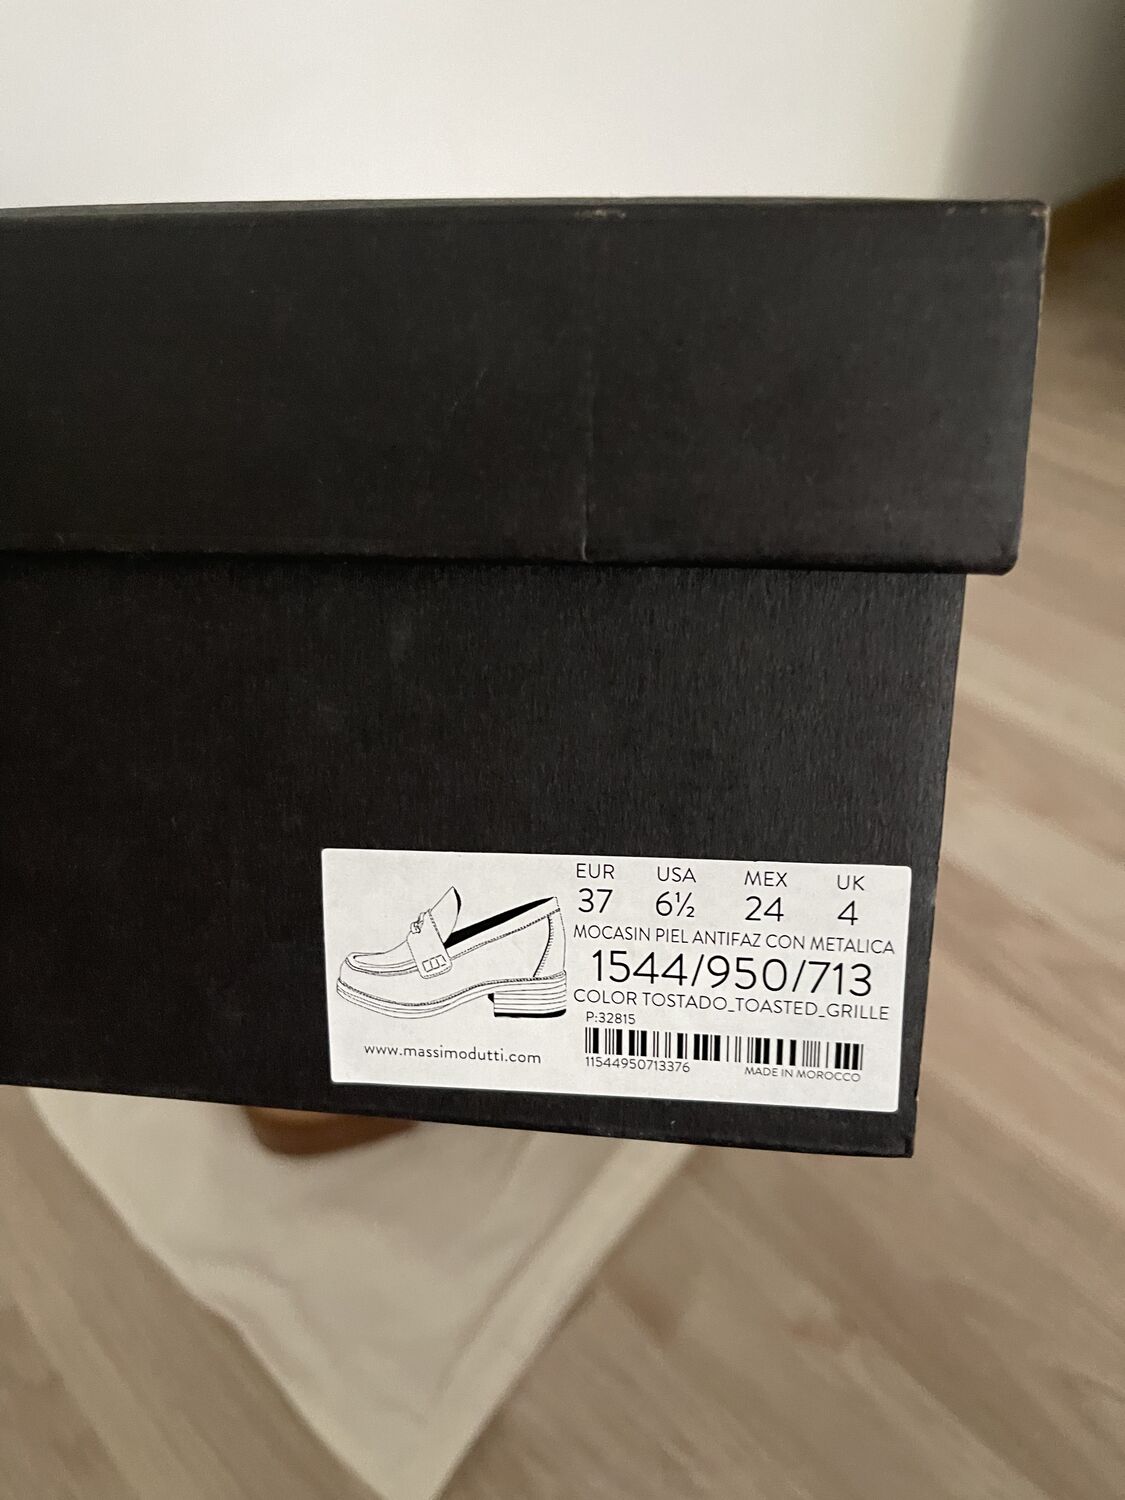 EUR USA MEX UK
37 6½ 24 4
MOCASIN PIEL ANTIFAZ CON METALICA
1544/950/713
COLOR TOSTADO_TOASTED_GRILLE
P:32815
11544950713376 MADE IN MOROCCO
www.massimodutti.com